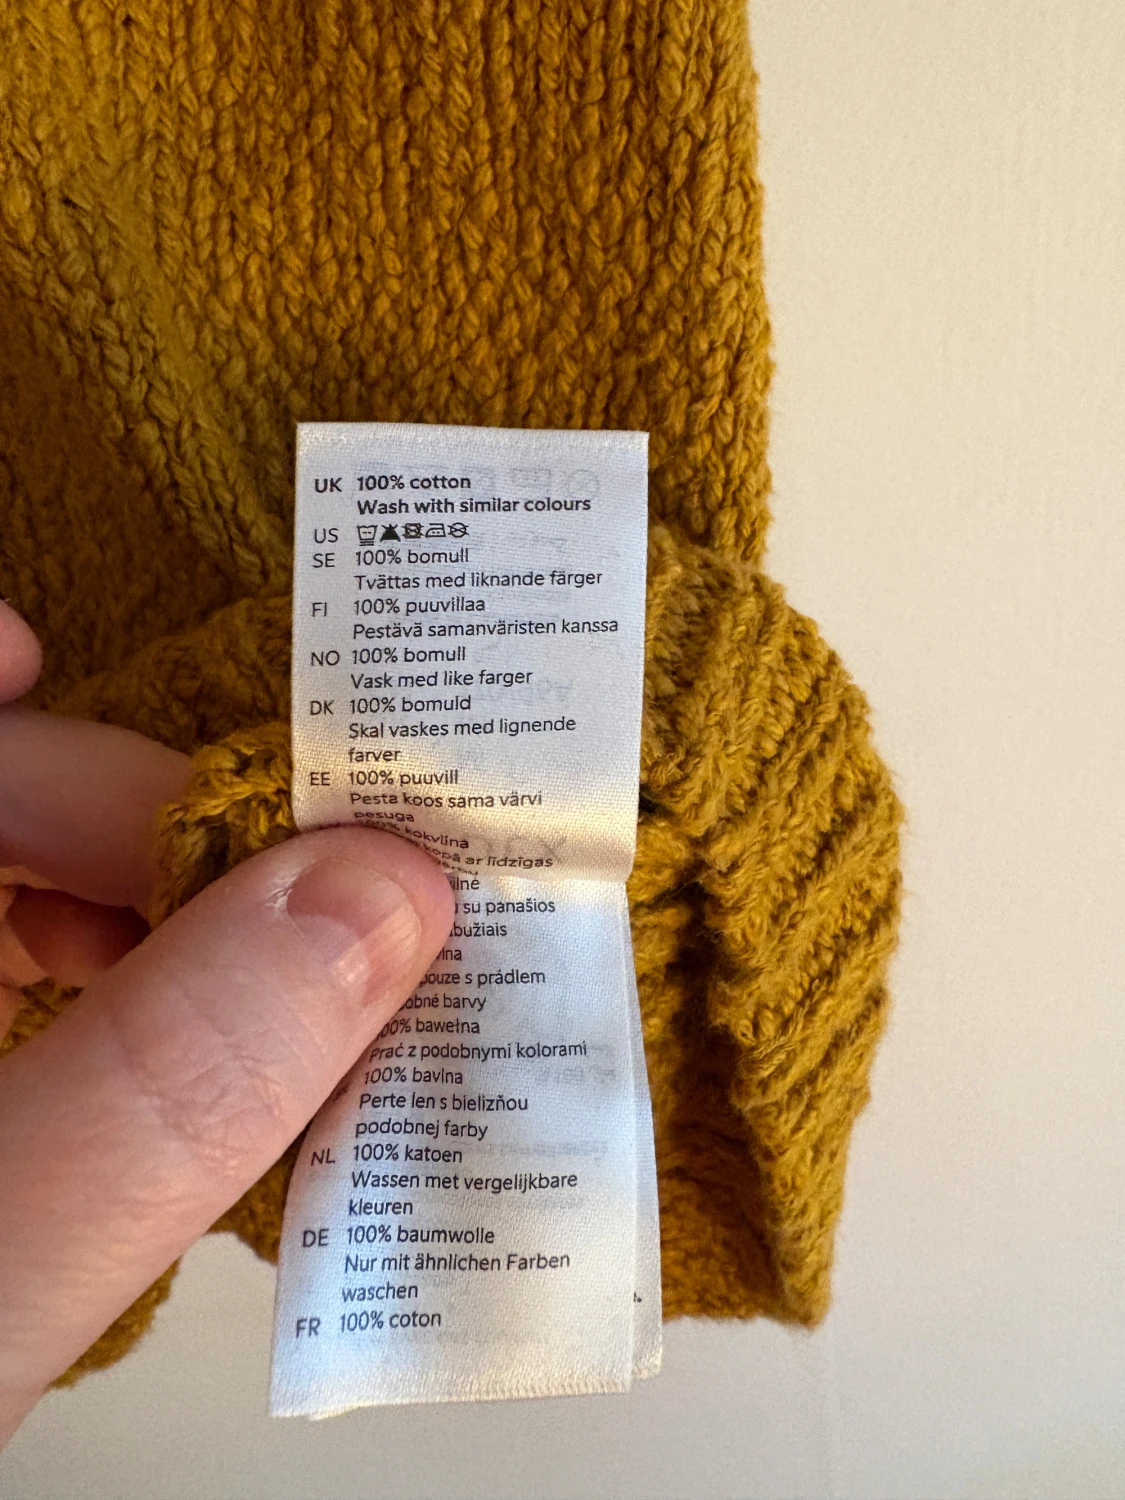 UK 100% cotton
Wash with similar colours
US
SE 100% bomull
Tvättas med liknande färger
FI 100% puuvillaa
Pestävä samanväristen kanssa
NO 100% bomull
Vask med like farger
DK 100% bomuld
Skal vaskes med lignende
farver
EE 100% puuvill
Pesta koos sama värvi
pesuga
kokvilna
kopā ar līdzīgas
su panašios
s prádlem
barvy
bawełna
Prać z podobnymi kolorami
100% bavlna
Perte len s bielizňou
podobnej farby
NL 100% katoen
Wassen met vergelijkbare
kleuren
DE 100% baumwolle
Nur mit ähnlichen Farben
waschen
FR 100% coton